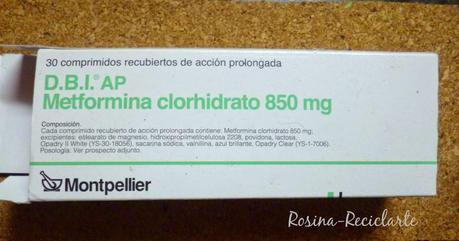 30 comprimidos recubiertos de acción prolongada
D.B.I.® AP
Metformina clorhidrato 850 mg
Composición.
Cada comprimido recubierto de acción prolongada contiene: Metformina clorhidrato 850 mg;
excipientes: estearato de magnesio, hidroxipropilmetilcelulosa 2208, povidona, lactosa,
Opadry II White (YS-30-18056), sacarina sódica, vainillina, azul brillante, Opadry Clear (YS-1-7006).
Posología: Ver prospecto adjunto.
Montpellier
Rosina-Reciclarte